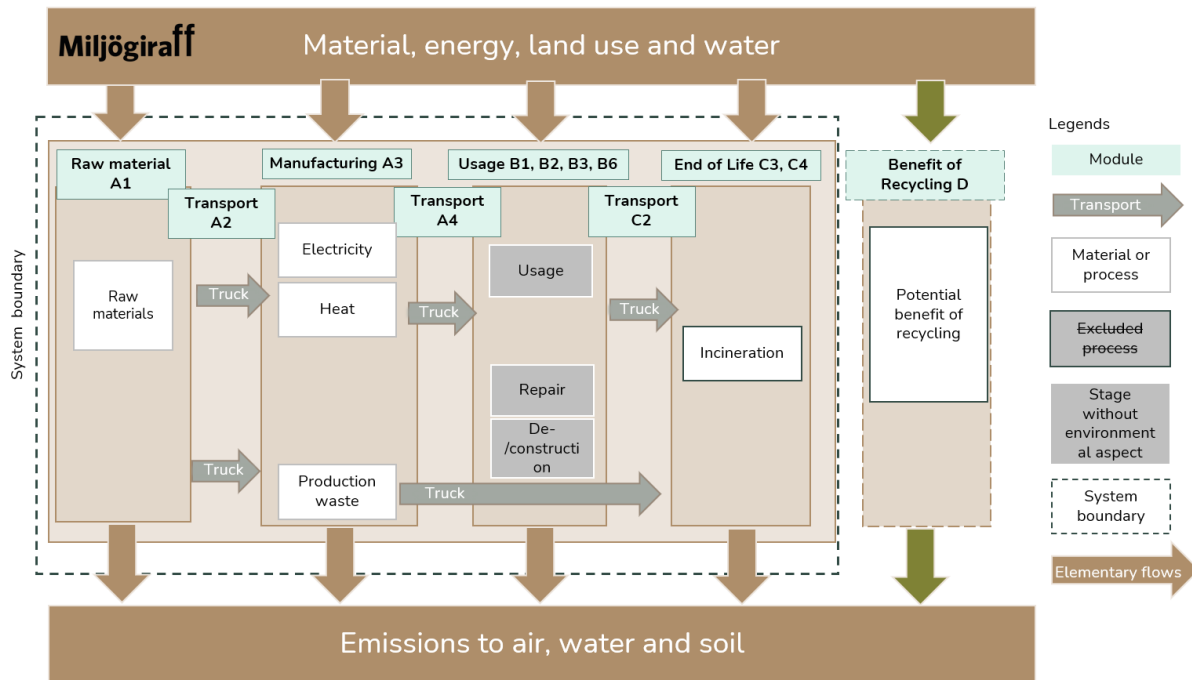 Miljögiraff
Material, energy, land use and water
System boundary
Raw material
A1
Transport
A2
Manufacturing A3
Transport
A4
Usage B1, B2, B3, B6
Transport
C2
End of Life C3, C4
Benefit of
Recycling D
Raw
materials
Truck
Truck
Electricity
Heat
Production
waste
Truck
Truck
Usage
Repair
De-
/constructi
on
Truck
Incineration
Potential
benefit of
recycling
Legends
Module
Transport
Material or
process
Excluded
process
Stage
without
environment
al aspect
System
boundary
Elementary flows
Emissions to air, water and soil